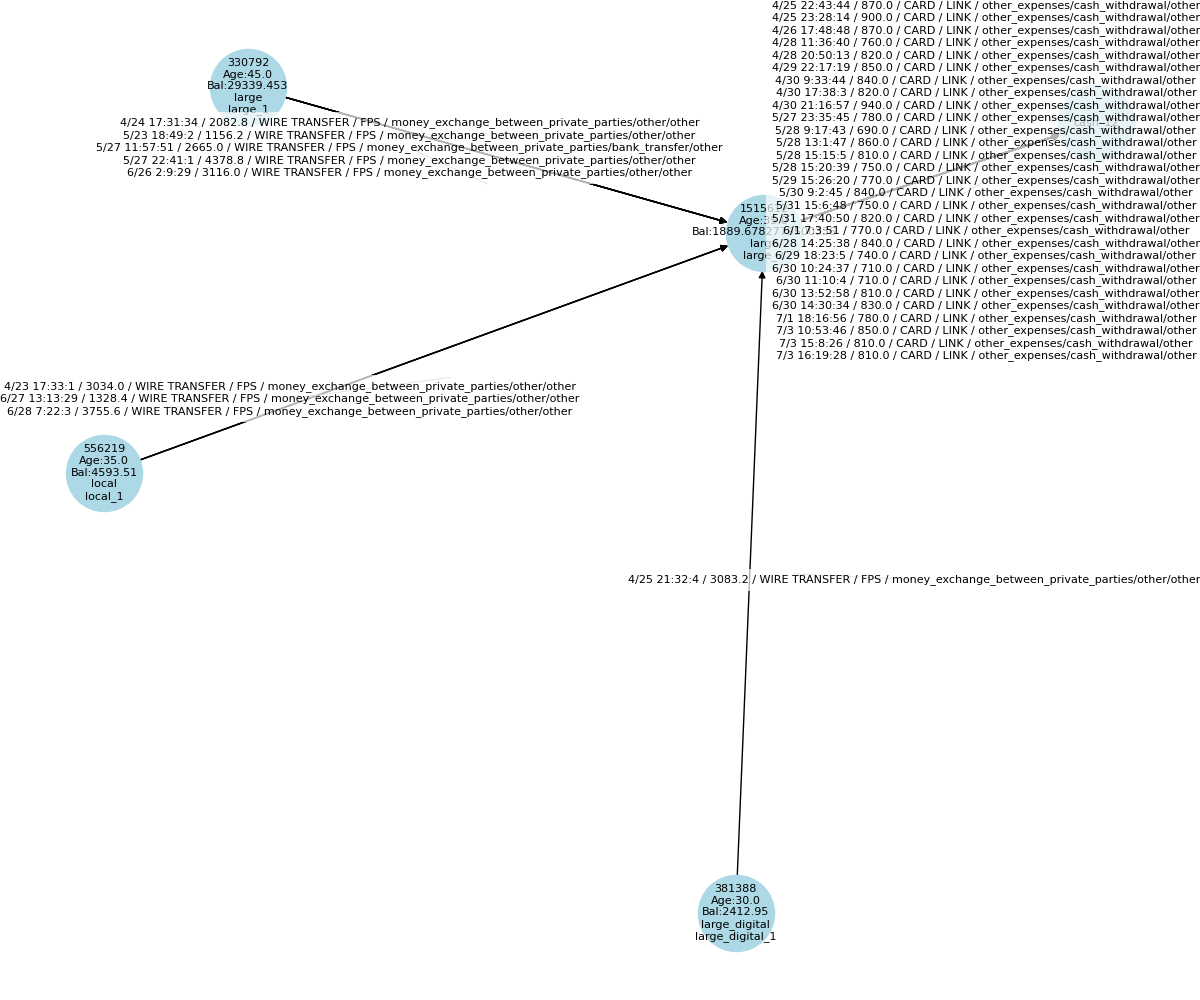 4/25 22:43:44 / 870.0 / CARD / LINK / other_expenses/cash_withdrawal/other
4/25 23:28:14 / 900.0 / CARD / LINK / other_expenses/cash_withdrawal/other
4/26 17:48:48 / 870.0 / CARD / LINK / other_expenses/cash_withdrawal/other
4/28 11:36:40 / 760.0 / CARD / LINK / other_expenses/cash_withdrawal/other
4/28 20:50:13 / 820.0 / CARD / LINK / other_expenses/cash_withdrawal/other
4/29 22:17:19 / 850.0 / CARD / LINK / other_expenses/cash_withdrawal/other
4/30 9:33:44 / 840.0 / CARD / LINK / other_expenses/cash_withdrawal/other
4/30 17:38:3 / 820.0 / CARD / LINK / other_expenses/cash_withdrawal/other
4/30 21:16:57 / 940.0 / CARD / LINK / other_expenses/cash_withdrawal/other
5/27 23:35:45 / 780.0 / CARD / LINK / other_expenses/cash_withdrawal/other
5/28 9:17:43 / 690.0 / CARD / LINK / other_expenses/cash_withdrawal/other
5/28 13:1:47 / 860.0 / CARD / LINK / other_expenses/cash_withdrawal/other
5/28 15:15:5 / 810.0 / CARD / LINK / other_expenses/cash_withdrawal/other
5/28 15:20:39 / 750.0 / CARD / LINK / other_expenses/cash_withdrawal/other
5/29 15:26:20 / 770.0 / CARD / LINK / other_expenses/cash_withdrawal/other
5/30 9:2:45 / 840.0 / CARD / LINK / other_expenses/cash_withdrawal/other
5/31 15:6:48 / 750.0 / CARD / LINK / other_expenses/cash_withdrawal/other
5/31 17:40:50 / 820.0 / CARD / LINK / other_expenses/cash_withdrawal/other
6/1 7:3:51 / 770.0 / CARD / LINK / other_expenses/cash_withdrawal/other
6/28 14:25:38 / 840.0 / CARD / LINK / other_expenses/cash_withdrawal/other
6/29 18:23:5 / 740.0 / CARD / LINK / other_expenses/cash_withdrawal/other
6/30 10:24:37 / 710.0 / CARD / LINK / other_expenses/cash_withdrawal/other
6/30 11:10:4 / 710.0 / CARD / LINK / other_expenses/cash_withdrawal/other
6/30 13:52:58 / 810.0 / CARD / LINK / other_expenses/cash_withdrawal/other
6/30 14:30:34 / 830.0 / CARD / LINK / other_expenses/cash_withdrawal/other
7/1 18:16:56 / 780.0 / CARD / LINK / other_expenses/cash_withdrawal/other
7/3 10:53:46 / 850.0 / CARD / LINK / other_expenses/cash_withdrawal/other
7/3 15:8:26 / 810.0 / CARD / LINK / other_expenses/cash_withdrawal/other
7/3 16:19:28 / 810.0 / CARD / LINK / other_expenses/cash_withdrawal/other
330792
Age:45.0
Bal:29339.453
large
large_1
4/24 17:31:34 / 2082.8 / WIRE TRANSFER / FPS / money_exchange_between_private_parties/other/other
5/23 18:49:2 / 1156.2 / WIRE TRANSFER / FPS / money_exchange_between_private_parties/other/other
5/27 11:57:51 / 2665.0 / WIRE TRANSFER / FPS / money_exchange_between_private_parties/bank_transfer/other
5/27 22:41:1 / 4378.8 / WIRE TRANSFER / FPS / money_exchange_between_private_parties/other/other
6/26 2:9:29 / 3116.0 / WIRE TRANSFER / FPS / money_exchange_between_private_parties/other/other
4/23 17:33:1 / 3034.0 / WIRE TRANSFER / FPS / money_exchange_between_private_parties/other/other
6/27 13:13:29 / 1328.4 / WIRE TRANSFER / FPS / money_exchange_between_private_parties/other/other
6/28 7:22:3 / 3755.6 / WIRE TRANSFER / FPS / money_exchange_between_private_parties/other/other
556219
Age:35.0
Bal:4593.51
local
local_1
4/25 21:32:4 / 3083.2 / WIRE TRANSFER / FPS / money_exchange_between_private_parties/other/other
381388
Age:30.0
Bal:2412.95
large_digital
large_digital_1